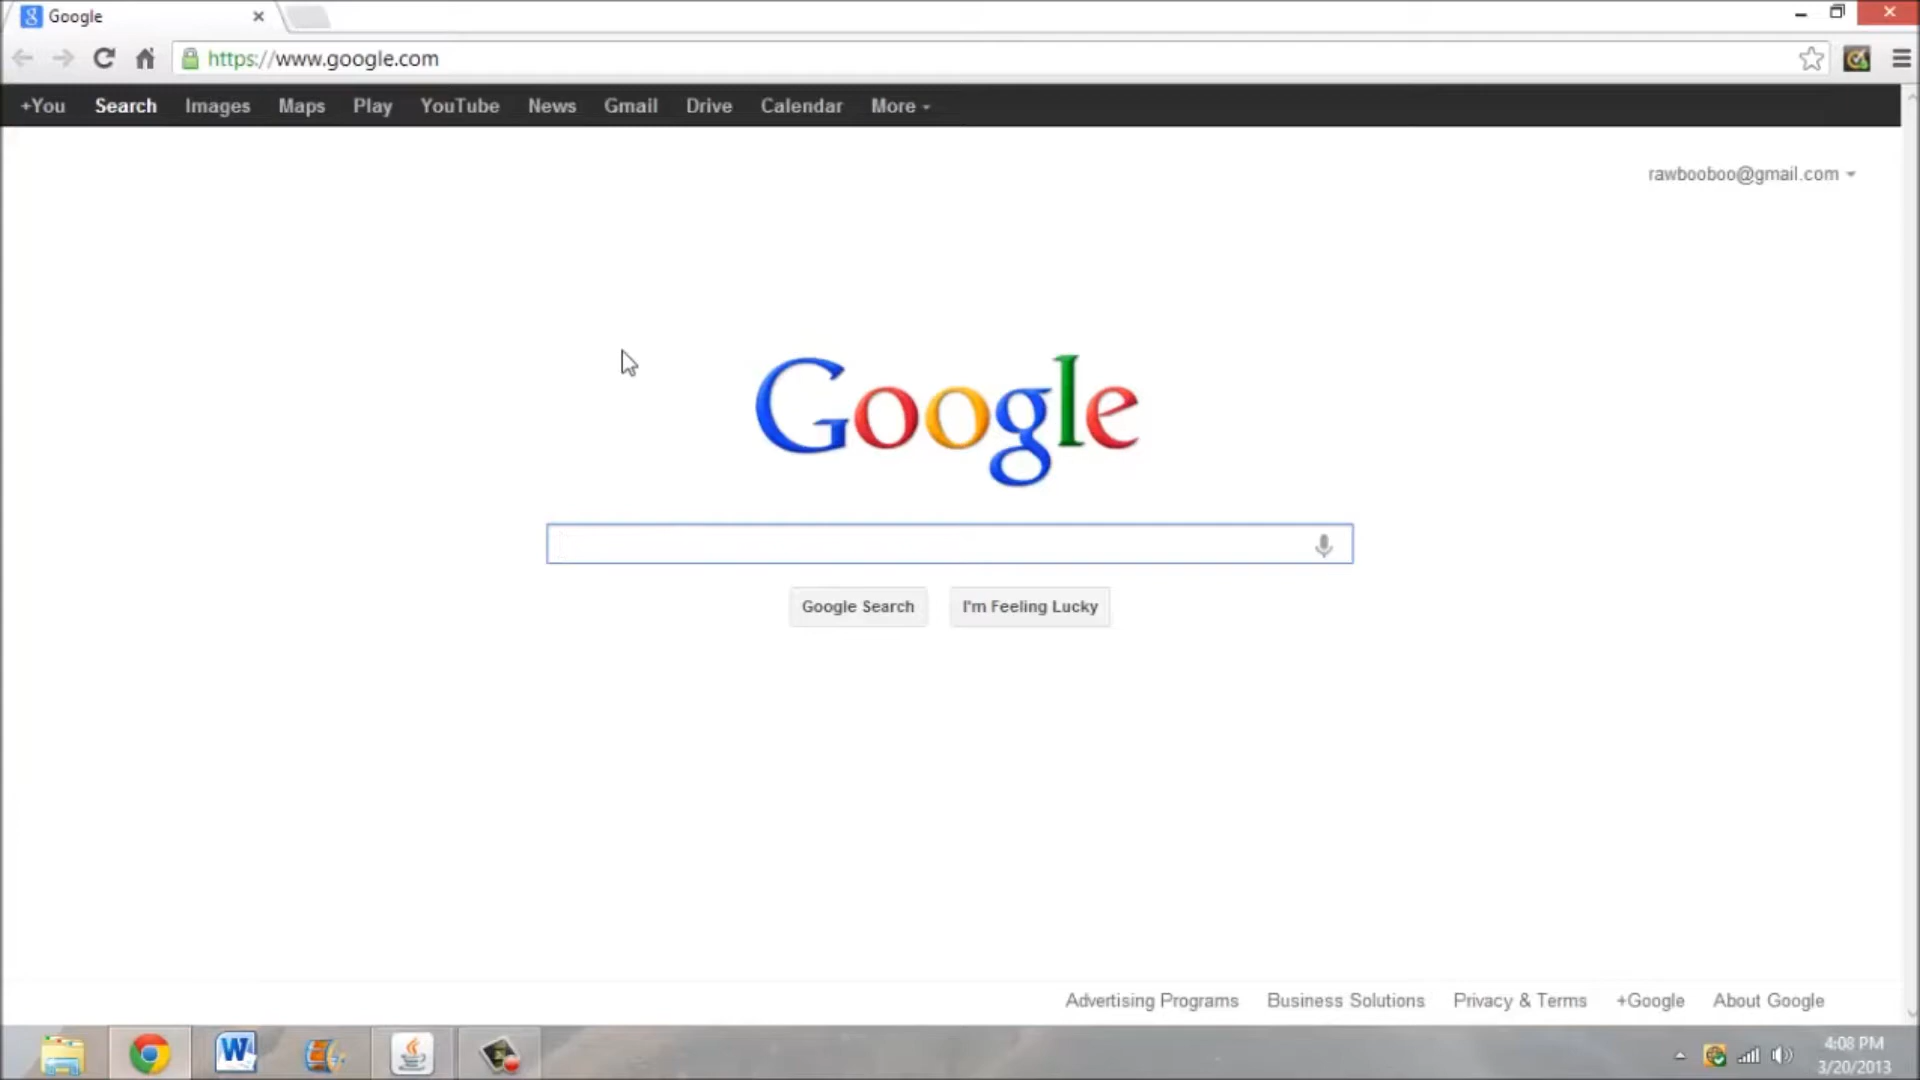 Google
https://www.google.com
+You Search Images Maps Play YouTube News Gmail Drive Calendar More
rawbooboo@gmail.com
Google
Google Search I'm Feeling Lucky
Advertising Programs Business Solutions Privacy & Terms +Google About Google
4:08 PM
3/20/2013